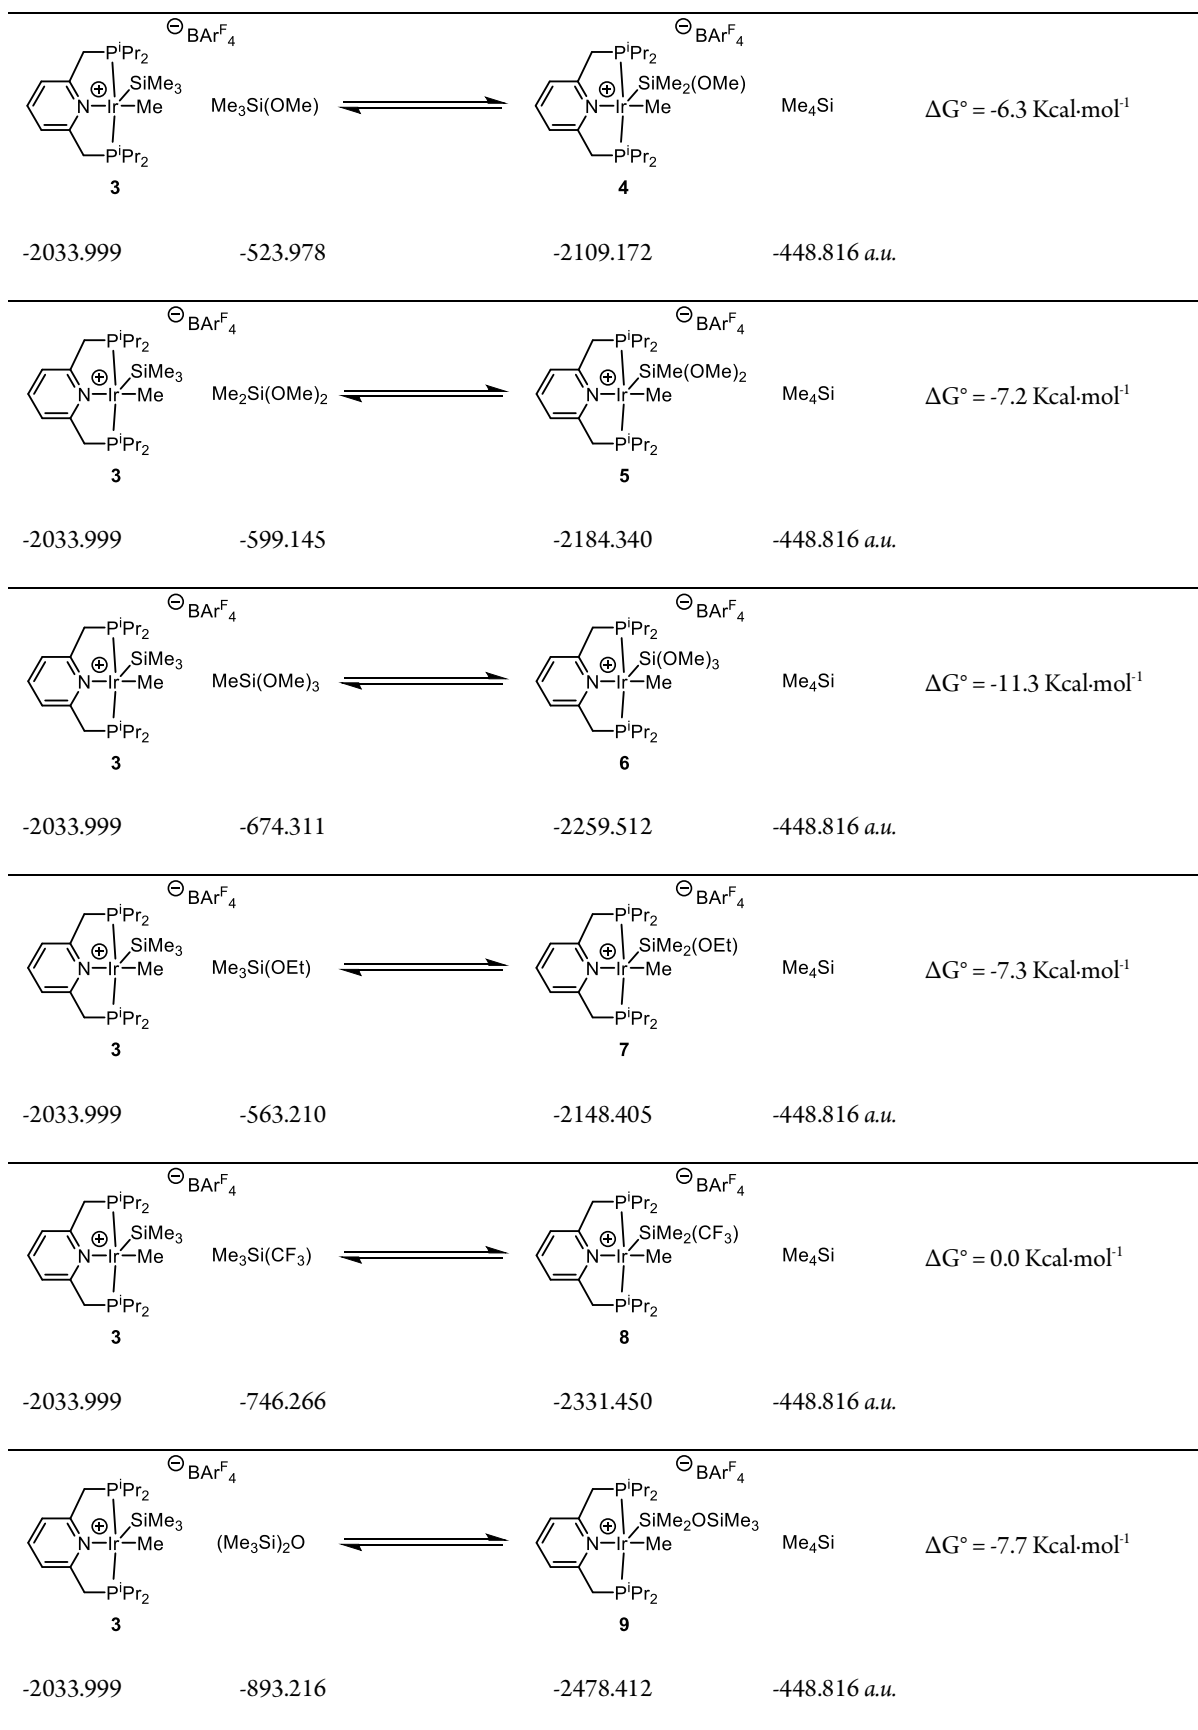 ⊖BArF4
PiPr2
⊕ SiMe3
N Ir Me Me3Si(OMe)
PiPr2
3
⊖BArF4
PiPr2
⊕ SiMe2(OMe)
N Ir Me Me4Si ΔG° = -6.3 Kcal·mol-1
PiPr2
4
-2033.999 -523.978 -2109.172 -448.816 a.u.
⊖BArF4
PiPr2
⊕ SiMe3
N Ir Me Me2Si(OMe)2
PiPr2
3
⊖BArF4
PiPr2
⊕ SiMe(OMe)2
N Ir Me Me4Si ΔG° = -7.2 Kcal·mol-1
PiPr2
5
-2033.999 -599.145 -2184.340 -448.816 a.u.
⊖BArF4
PiPr2
⊕ SiMe3
N Ir Me MeSi(OMe)3
PiPr2
3
⊖BArF4
PiPr2
⊕ Si(OMe)3
N Ir Me Me4Si ΔG° = -11.3 Kcal·mol-1
PiPr2
6
-2033.999 -674.311 -2259.512 -448.816 a.u.
⊖BArF4
PiPr2
⊕ SiMe3
N Ir Me Me3Si(OEt)
PiPr2
3
⊖BArF4
PiPr2
⊕ SiMe2(OEt)
N Ir Me Me4Si ΔG° = -7.3 Kcal·mol-1
PiPr2
7
-2033.999 -563.210 -2148.405 -448.816 a.u.
⊖BArF4
PiPr2
⊕ SiMe3
N Ir Me Me3Si(CF3)
PiPr2
3
⊖BArF4
PiPr2
⊕ SiMe2(CF3)
N Ir Me Me4Si ΔG° = 0.0 Kcal·mol-1
PiPr2
8
-2033.999 -746.266 -2331.450 -448.816 a.u.
⊖BArF4
PiPr2
⊕ SiMe3
N Ir Me (Me3Si)2O
PiPr2
3
⊖BArF4
PiPr2
⊕ SiMe2OSiMe3
N Ir Me Me4Si ΔG° = -7.7 Kcal·mol-1
PiPr2
9
-2033.999 -893.216 -2478.412 -448.816 a.u.